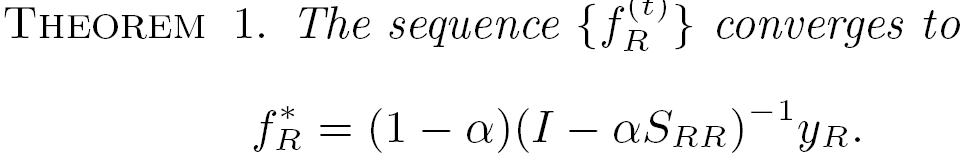 THEOREM 1. The sequence {f_R^{(t)}} converges to
f_R^* = (1 − α)(I − αS_{RR})^{−1}y_R.